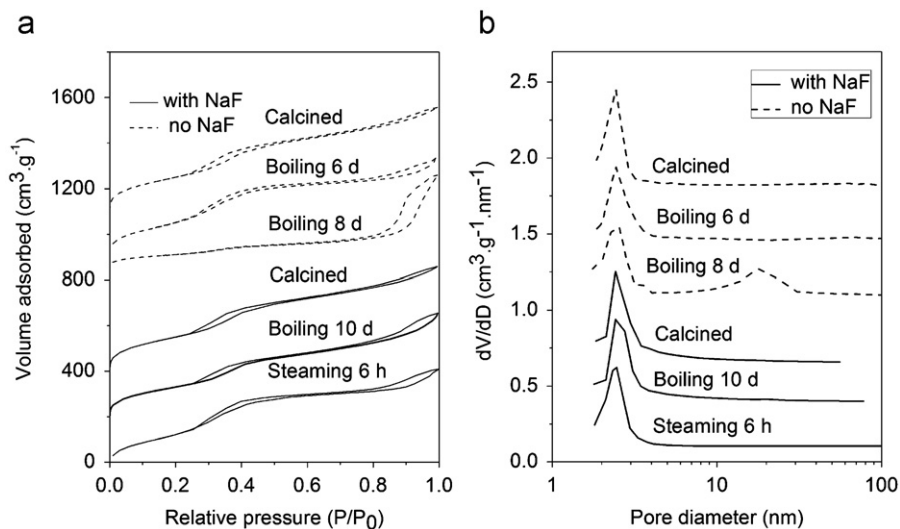 a
Volume adsorbed (cm³.g⁻¹)
1600
1200
800
400
0
with NaF
no NaF
Calcined
Boiling 6 d
Boiling 8 d
Calcined
Boiling 10 d
Steaming 6 h
0.0 0.2 0.4 0.6 0.8 1.0
Relative pressure (P/P₀)
b
dV/dD (cm³.g⁻¹.nm⁻¹)
2.5
2.0
1.5
1.0
0.5
0.0
with NaF
no NaF
Calcined
Boiling 6 d
Boiling 8 d
Calcined
Boiling 10 d
Steaming 6 h
1 10 100
Pore diameter (nm)